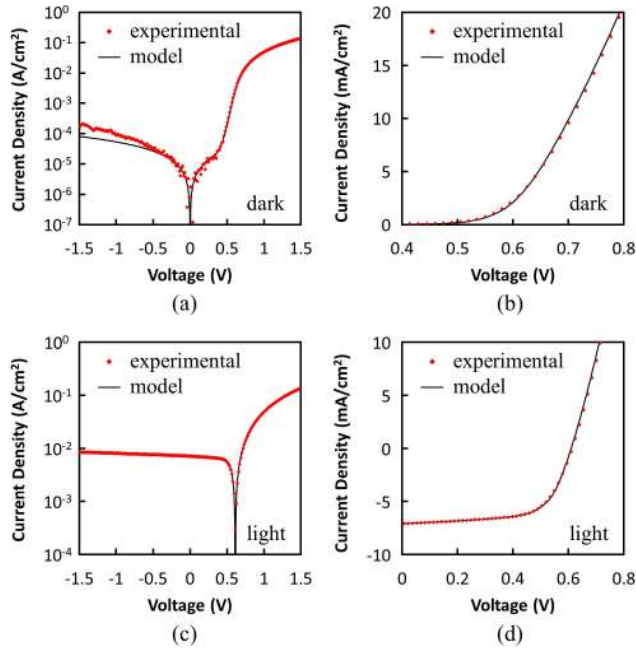 10⁰
10⁻¹
10⁻²
10⁻³
10⁻⁴
10⁻⁵
10⁻⁶
10⁻⁷
Current Density (A/cm²)
experimental
model
dark
-1.5 -1 -0.5 0 0.5 1 1.5
Voltage (V)
(a)
20
15
10
5
0
Current Density (mA/cm²)
experimental
model
dark
0.4 0.5 0.6 0.7 0.8
Voltage (V)
(b)
10⁰
10⁻¹
10⁻²
10⁻³
10⁻⁴
Current Density (A/cm²)
experimental
model
light
-1.5 -1 -0.5 0 0.5 1 1.5
Voltage (V)
(c)
10
5
0
-5
-10
Current Density (mA/cm²)
experimental
model
light
0 0.2 0.4 0.6 0.8
Voltage (V)
(d)